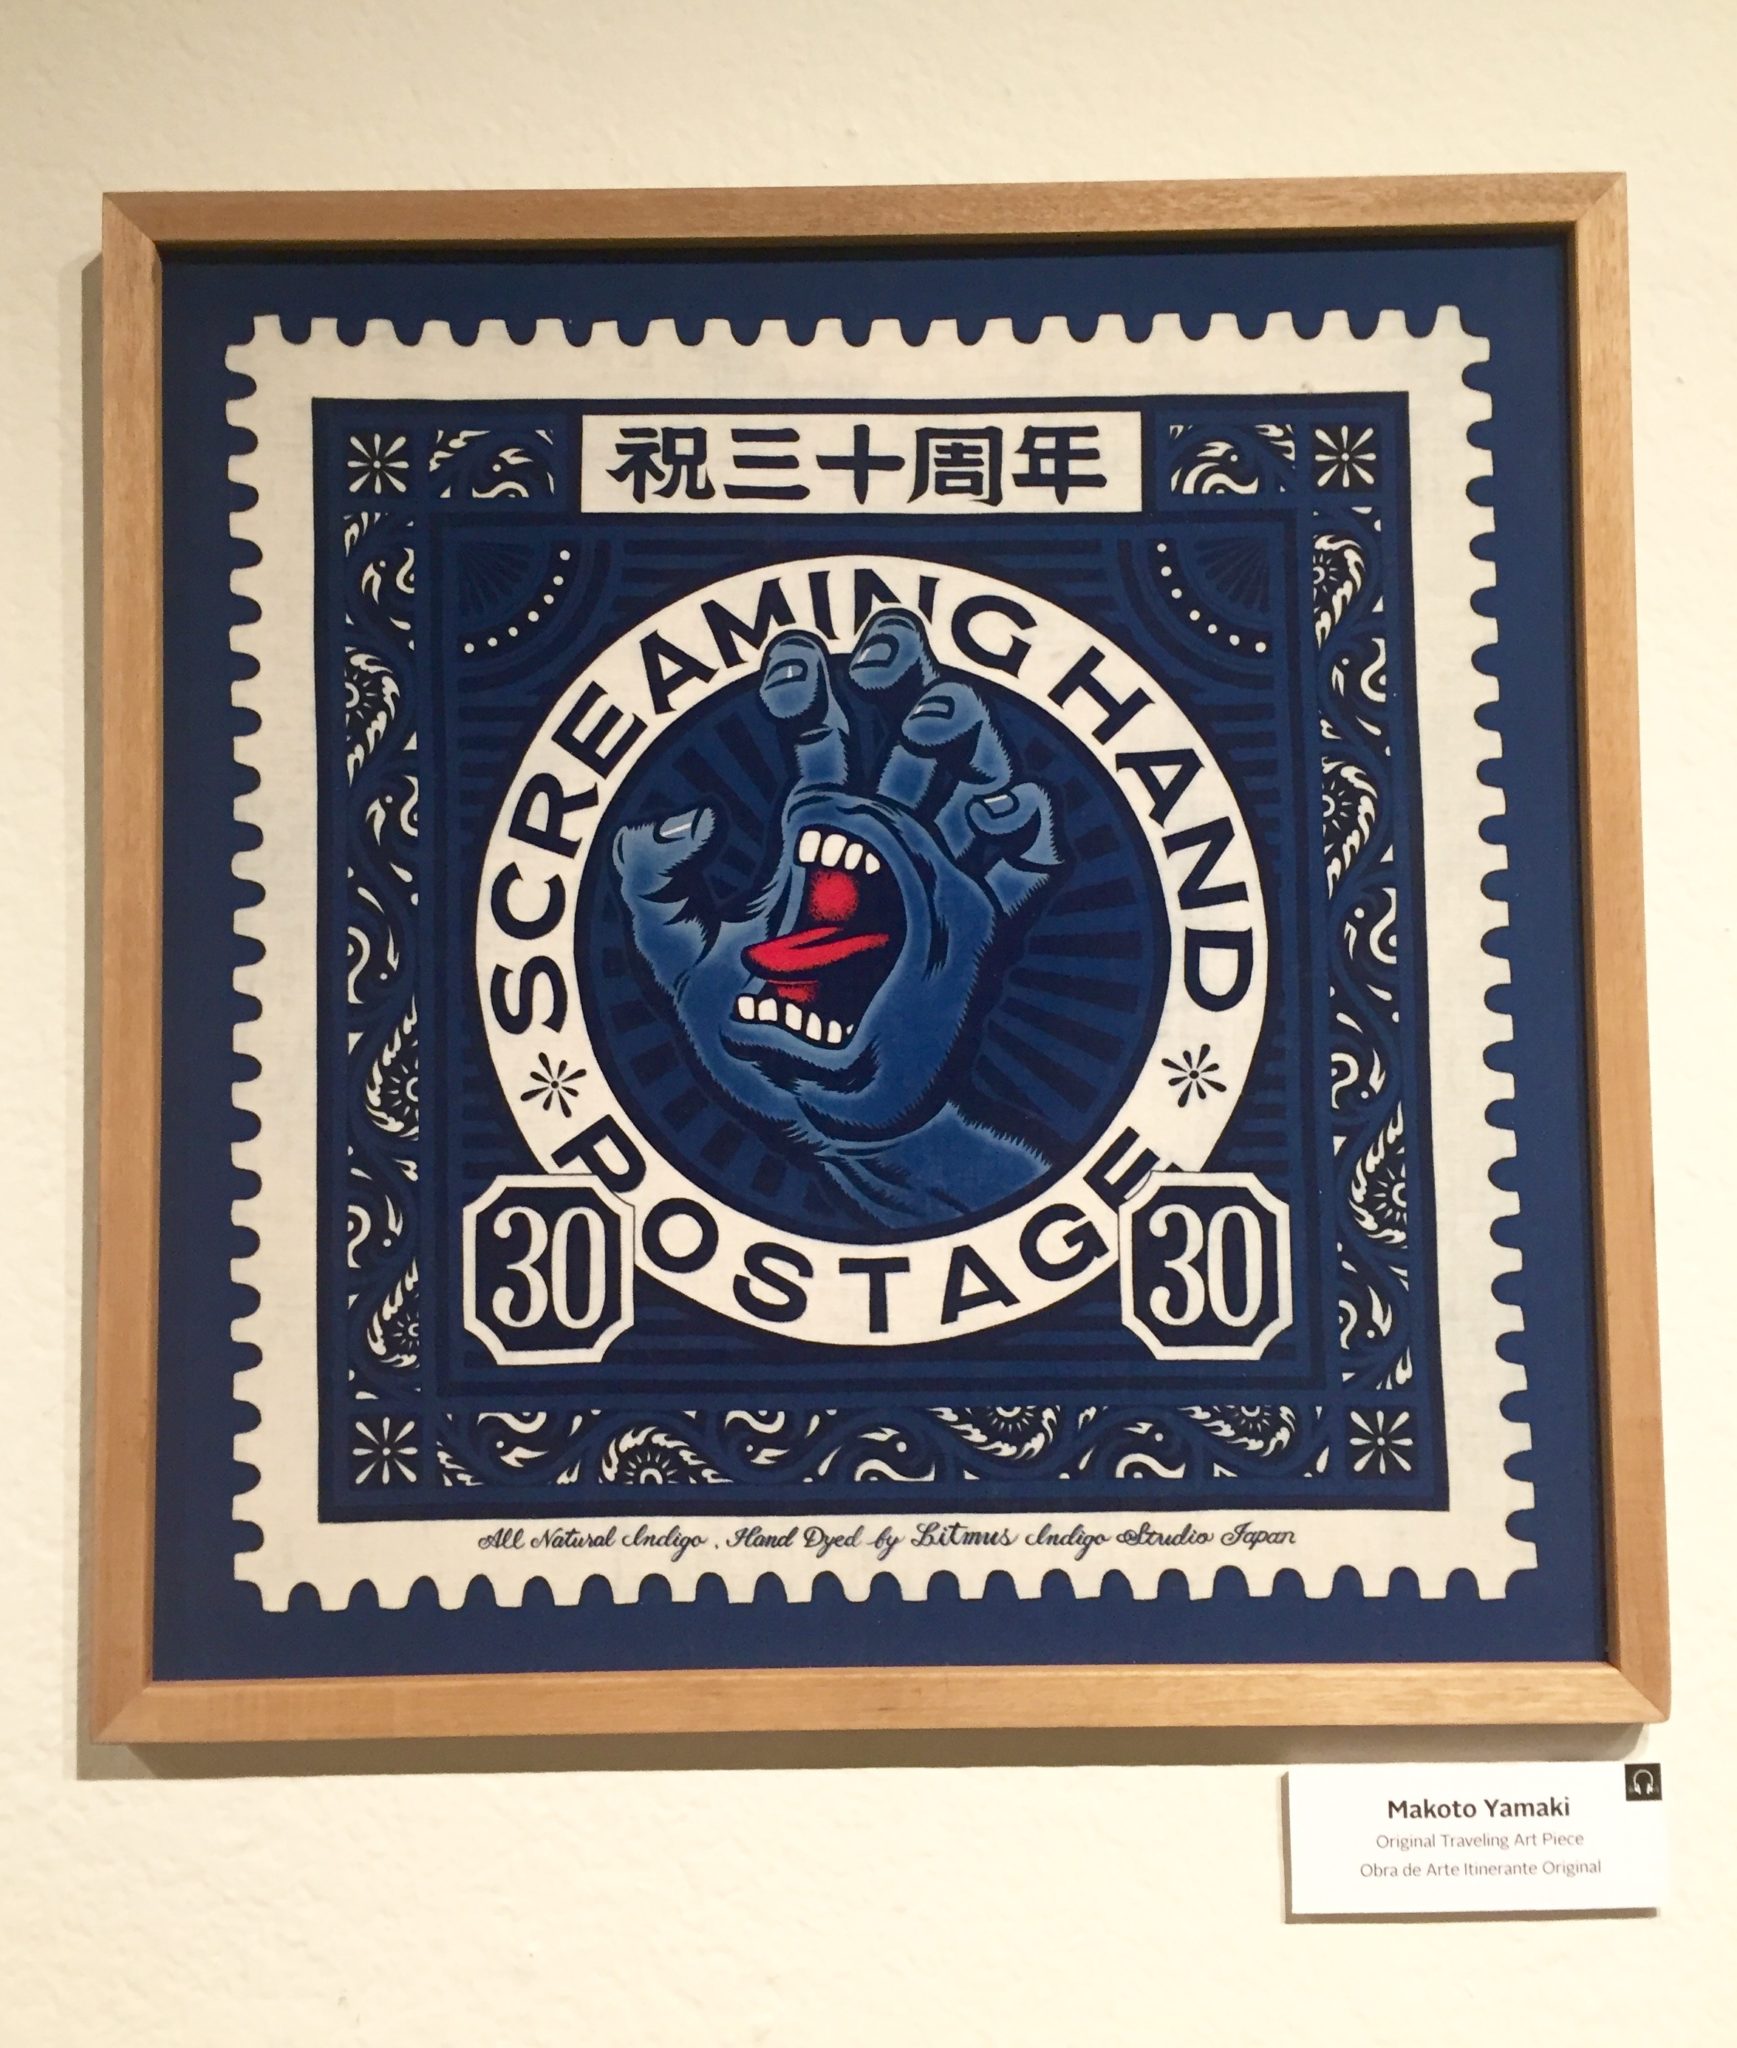 祝三十周年
SCREAMING HAND
POSTAGE
30
30
All Natural Indigo, Hand Dyed by Litmus Indigo Studio Japan
Makoto Yamaki
Original Traveling Art Piece
Obra de Arte Itinerante Original